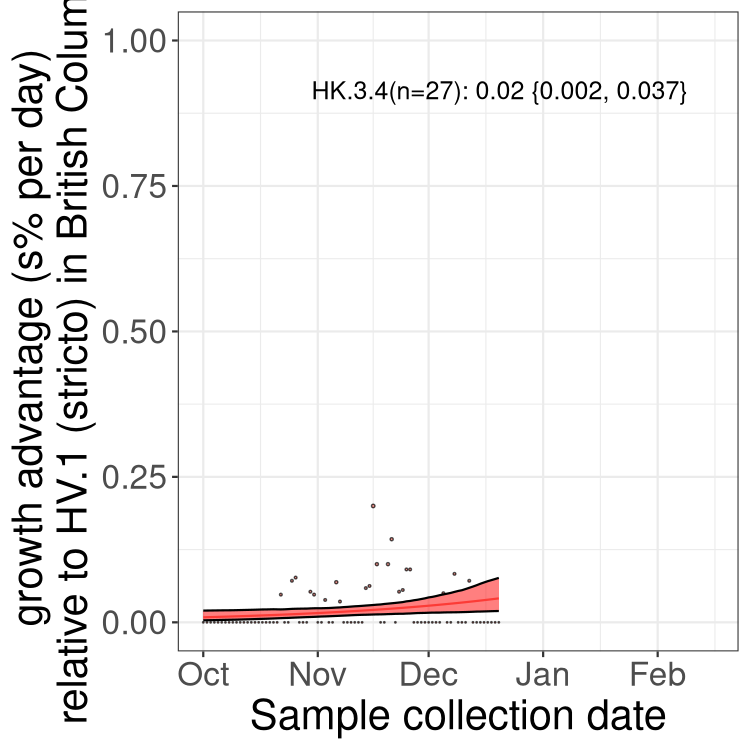 growth advantage (s% per day)
relative to HV.1 (stricto) in British Colum
1.00
0.75
0.50
0.25
0.00
HK.3.4(n=27): 0.02 {0.002, 0.037}
Oct Nov Dec Jan Feb
Sample collection date